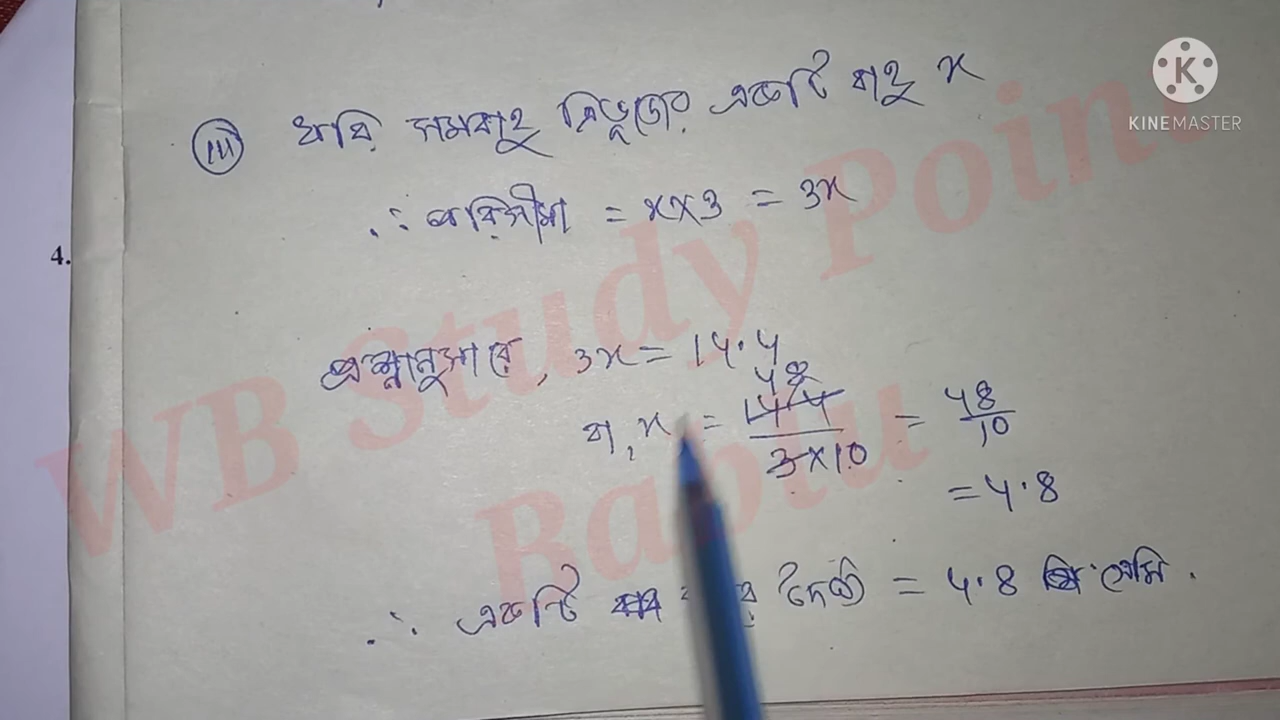 KINEMASTER
(iii) ধরি সমবাহু ত্রিভুজের একটি বাহু x
∴ পরিসীমা = x×3 = 3x
4.
প্রশ্নানুসারে, 3x = 14.4
48
বা, x = 144 / 3×10 = 48/10
= 4.8
∴ একটি দৈর্ঘ্য = 4.8 সেমি.
WB Study Point
Bablu